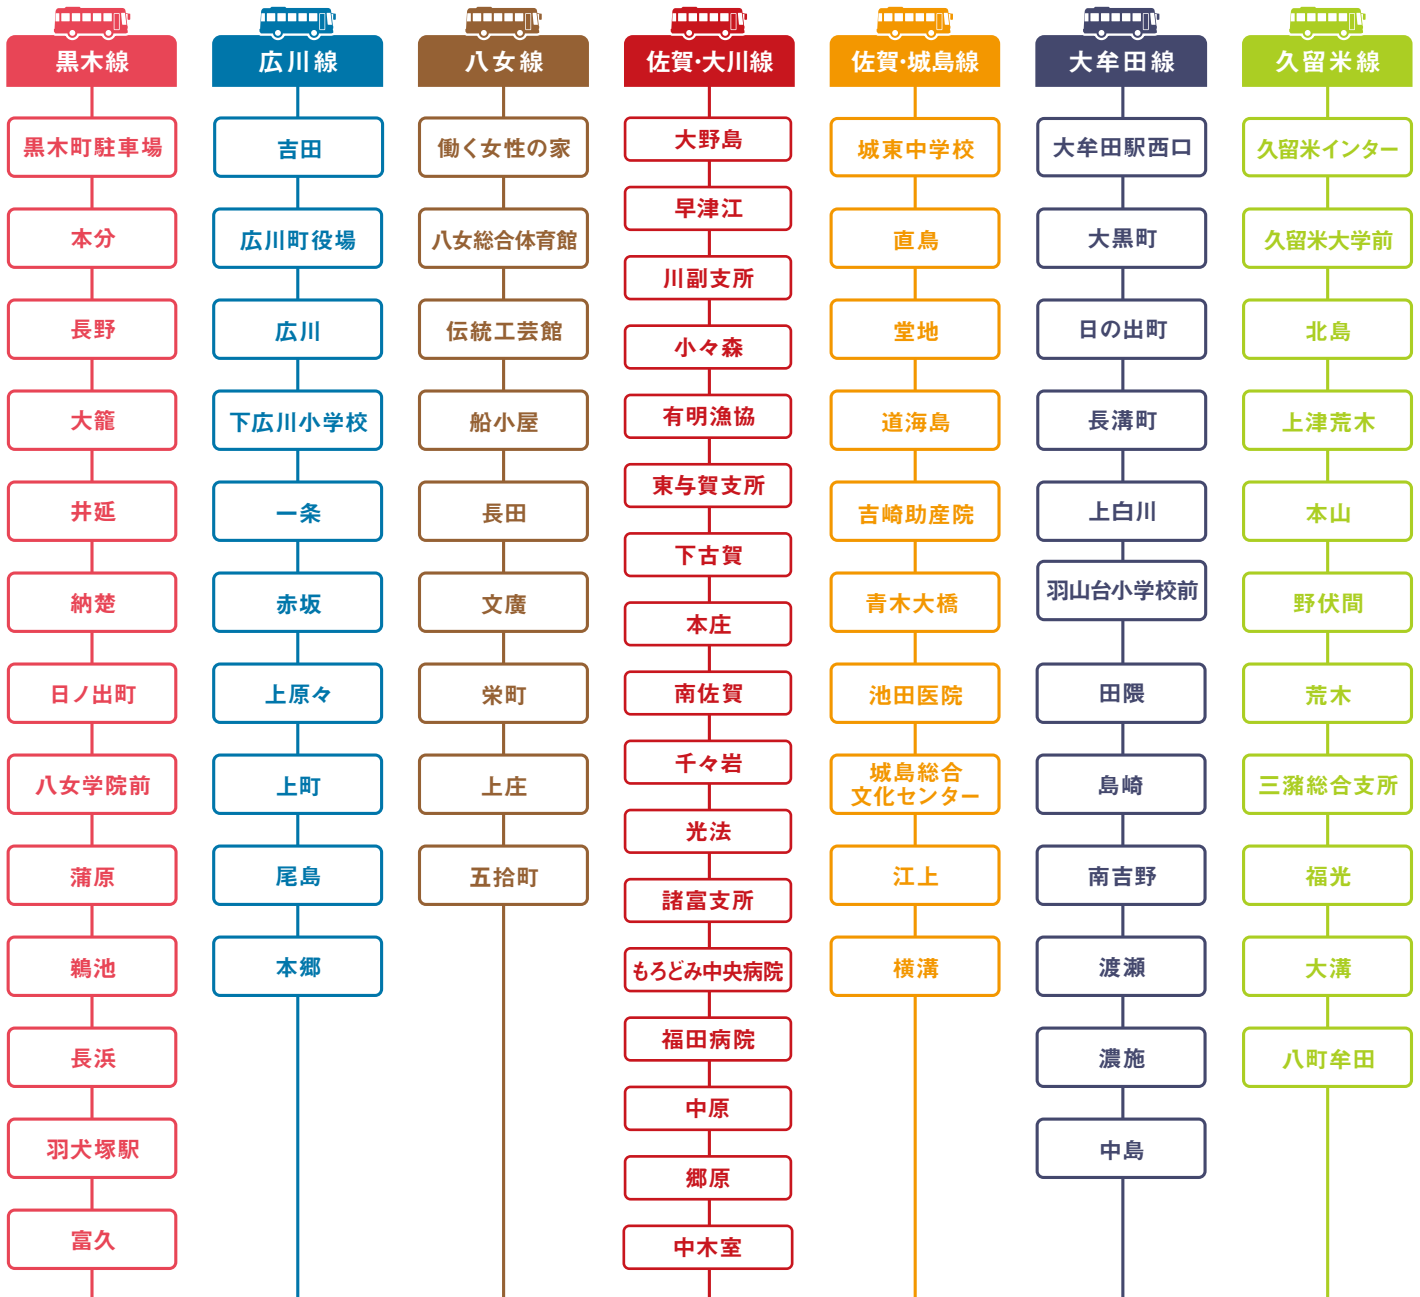 黒木線
黒木町駐車場
本分
長野
大籠
井延
納楚
日ノ出町
八女学院前
蒲原
鵜池
長浜
羽犬塚駅
富久
広川線
吉田
広川町役場
広川
下広川小学校
一条
赤坂
上原々
上町
尾島
本郷
八女線
働く女性の家
八女総合体育館
伝統工芸館
船小屋
長田
文廣
栄町
上庄
五拾町
佐賀・大川線
大野島
早津江
川副支所
小々森
有明漁協
東与賀支所
下古賀
本庄
南佐賀
千々岩
光法
諸富支所
もろどみ中央病院
福田病院
中原
郷原
中木室
佐賀・城島線
城東中学校
直鳥
堂地
道海島
吉崎助産院
青木大橋
池田医院
城島総合
文化センター
江上
横溝
大牟田線
大牟田駅西口
大黒町
日の出町
長溝町
上白川
羽山台小学校前
田隈
島崎
南吉野
渡瀬
濃施
中島
久留米線
久留米インター
久留米大学前
北島
上津荒木
本山
野伏間
荒木
三潴総合支所
福光
大溝
八町牟田